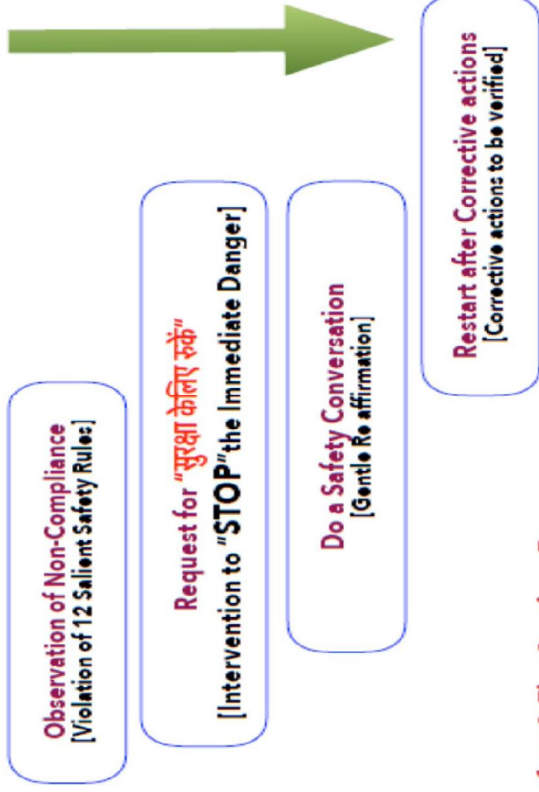 Observation of Non-Compliance
[Violation of 12 Salient Safety Rules]
Request for "सुरक्षा केलिए रुकें"
[Intervention to "STOP"the Immediate Danger]
Do a Safety Conversation
[Gentle Re affirmation]
Restart after Corrective actions
[Corrective actions to be verified]